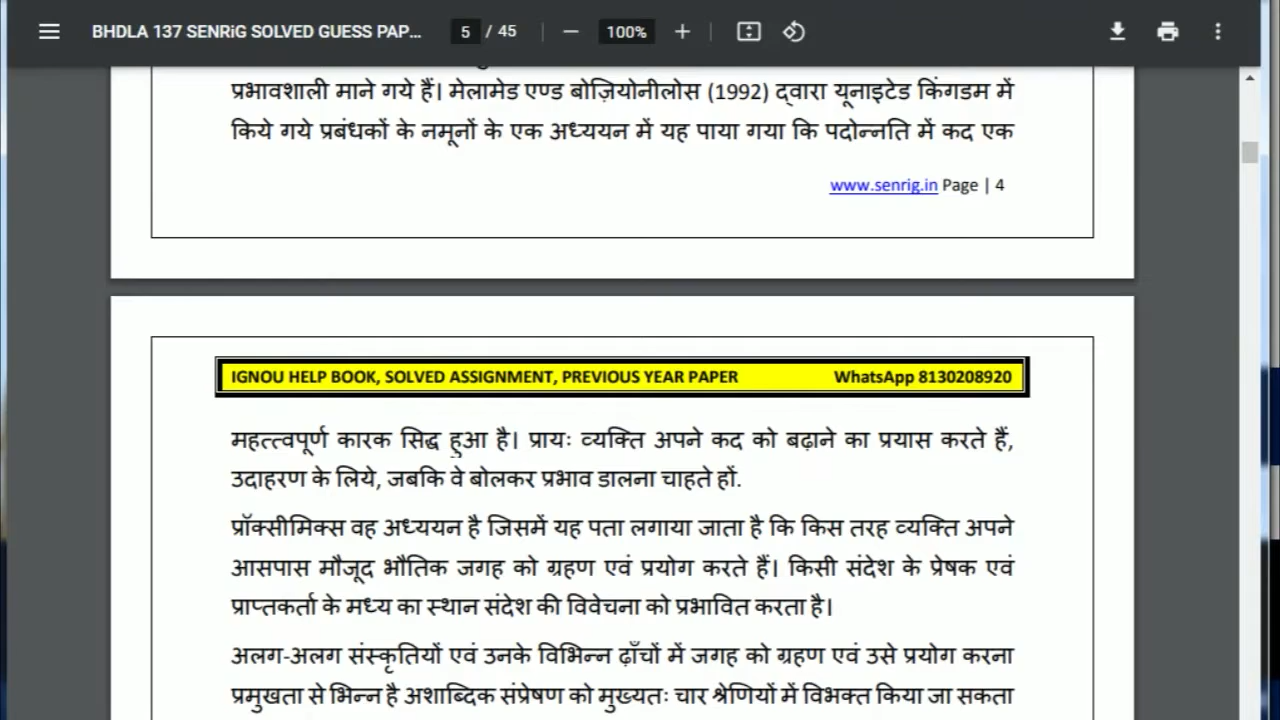 BHDLA 137 SENRiG SOLVED GUESS PAP... 5 / 45 100%
प्रभावशाली माने गये हैं। मेलामेड एण्ड बोज़ियोनीलोस (1992) द्वारा यूनाइटेड किंगडम में
किये गये प्रबंधकों के नमूनों के एक अध्ययन में यह पाया गया कि पदोन्नति में कद एक
www.senrig.in Page | 4
IGNOU HELP BOOK, SOLVED ASSIGNMENT, PREVIOUS YEAR PAPER WhatsApp 8130208920
महत्त्वपूर्ण कारक सिद्ध हुआ है। प्रायः व्यक्ति अपने कद को बढ़ाने का प्रयास करते हैं,
उदाहरण के लिये, जबकि वे बोलकर प्रभाव डालना चाहते हों.
प्रॉक्सीमिक्स वह अध्ययन है जिसमें यह पता लगाया जाता है कि किस तरह व्यक्ति अपने
आसपास मौजूद भौतिक जगह को ग्रहण एवं प्रयोग करते हैं। किसी संदेश के प्रेषक एवं
प्राप्तकर्ता के मध्य का स्थान संदेश की विवेचना को प्रभावित करता है।
अलग-अलग संस्कृतियों एवं उनके विभिन्न ढ़ाँचों में जगह को ग्रहण एवं उसे प्रयोग करना
प्रमुखता से भिन्न है अशाब्दिक संप्रेषण को मुख्यतः चार श्रेणियों में विभक्त किया जा सकता